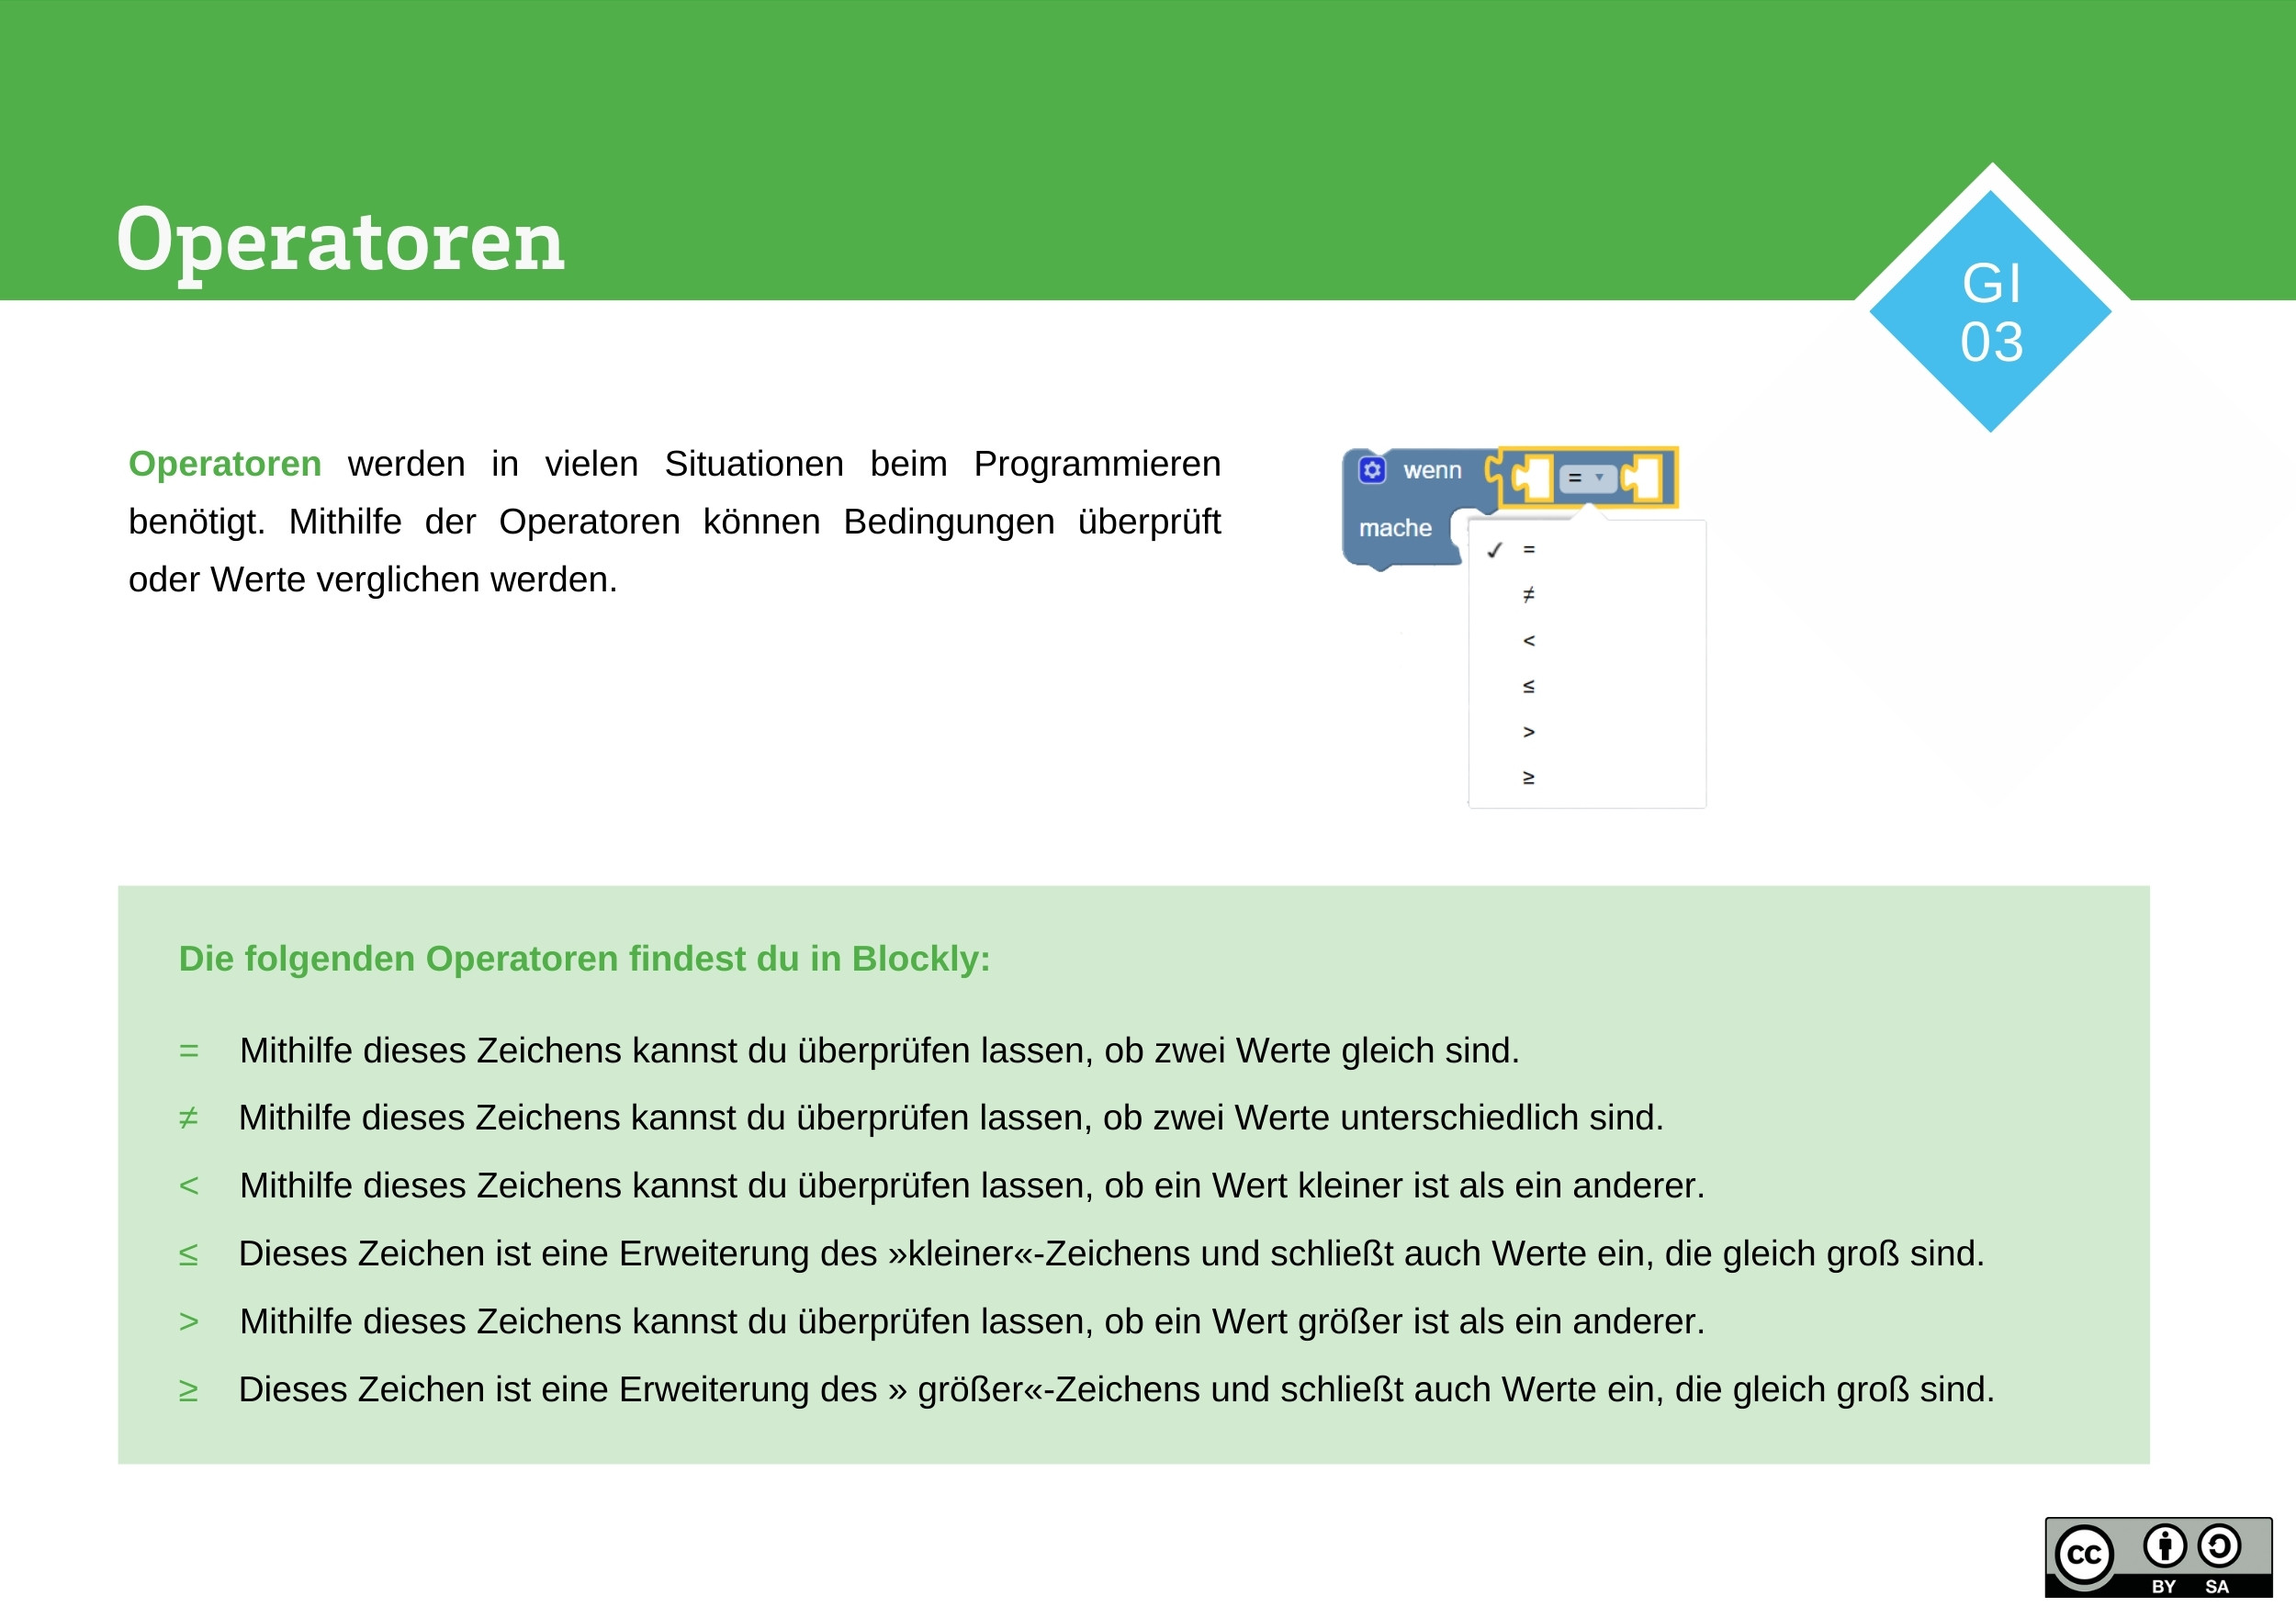 Operatoren
GI
03
Operatoren werden in vielen Situationen beim Programmieren
benötigt. Mithilfe der Operatoren können Bedingungen überprüft
oder Werte verglichen werden.
wenn = ▾
mache
✓ =
≠
<
≤
>
≥
Die folgenden Operatoren findest du in Blockly:
= Mithilfe dieses Zeichens kannst du überprüfen lassen, ob zwei Werte gleich sind.
≠ Mithilfe dieses Zeichens kannst du überprüfen lassen, ob zwei Werte unterschiedlich sind.
< Mithilfe dieses Zeichens kannst du überprüfen lassen, ob ein Wert kleiner ist als ein anderer.
≤ Dieses Zeichen ist eine Erweiterung des »kleiner«-Zeichens und schließt auch Werte ein, die gleich groß sind.
> Mithilfe dieses Zeichens kannst du überprüfen lassen, ob ein Wert größer ist als ein anderer.
≥ Dieses Zeichen ist eine Erweiterung des » größer«-Zeichens und schließt auch Werte ein, die gleich groß sind.
cc
BY SA